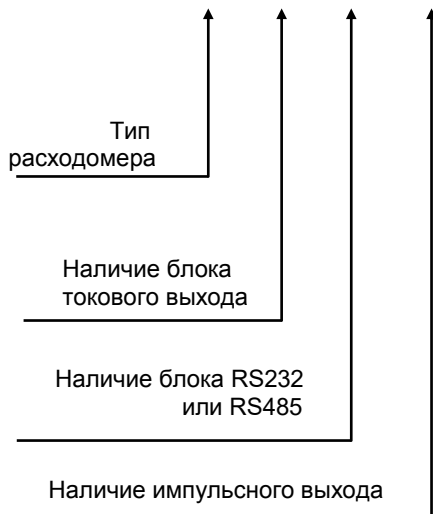 Тип
расходомера
Наличие блока
токового выхода
Наличие блока RS232
или RS485
Наличие импульсного выхода